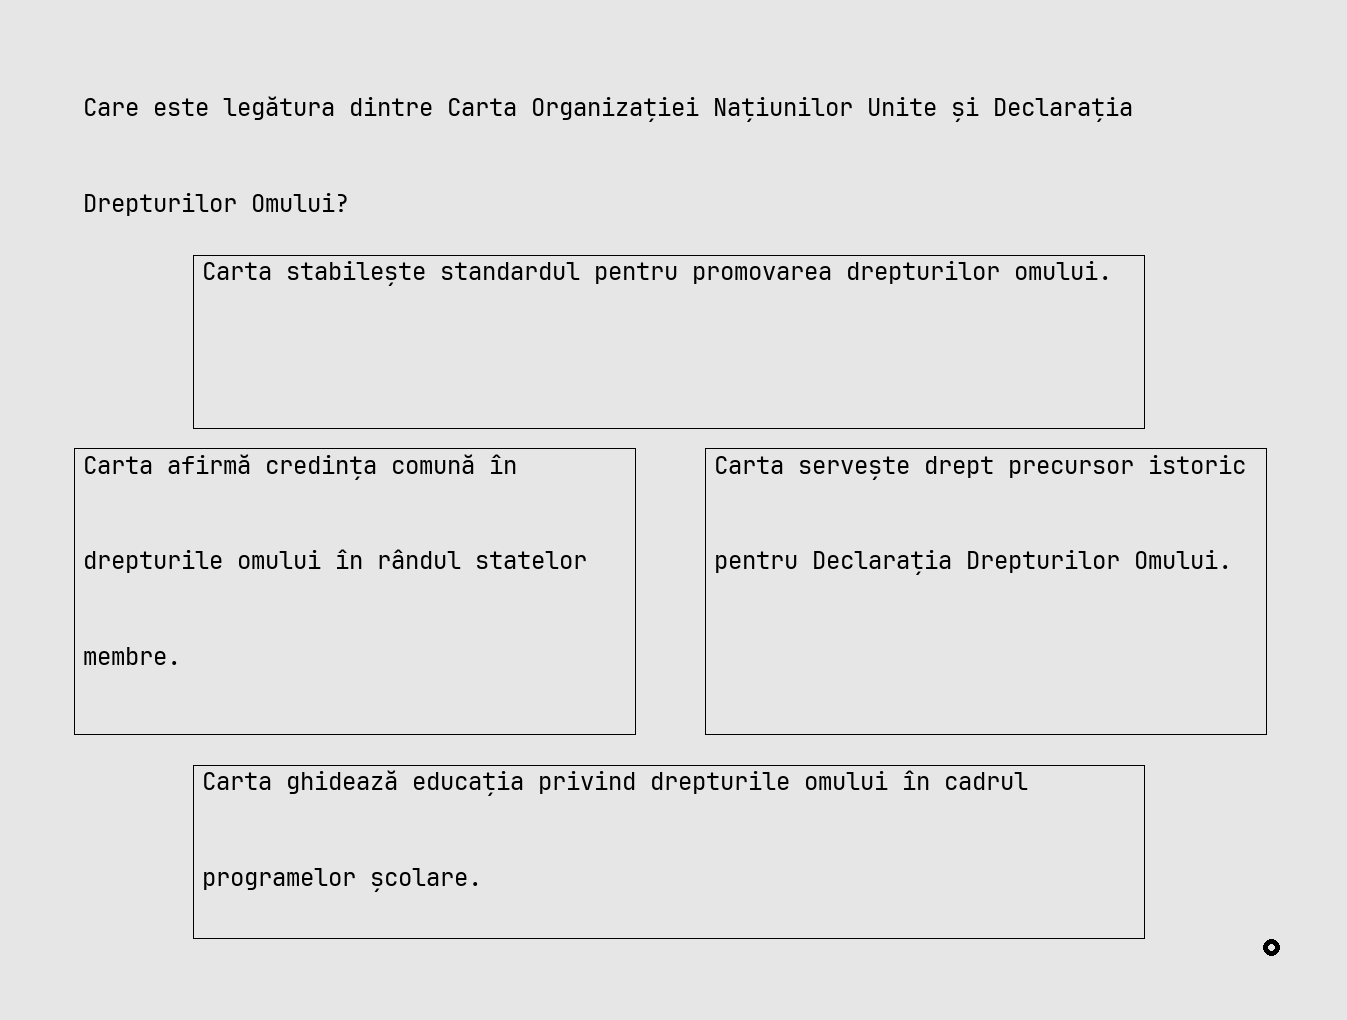 Care este legătura dintre Carta Organizației Națiunilor Unite și Declarația
Drepturilor Omului?
Carta stabilește standardul pentru promovarea drepturilor omului.
Carta afirmă credința comună în
drepturile omului în rândul statelor
membre.
Carta servește drept precursor istoric
pentru Declarația Drepturilor Omului.
Carta ghidează educația privind drepturile omului în cadrul
programelor școlare.